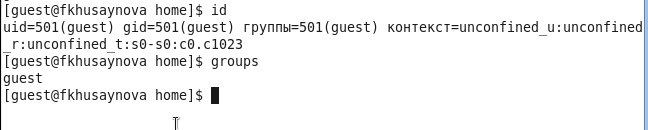 [guest@fkhusaynova home]$ id
uid=501(guest) gid=501(guest) группы=501(guest) контекст=unconfined_u:unconfined
_r:unconfined_t:s0-s0:c0.c1023
[guest@fkhusaynova home]$ groups
guest
[guest@fkhusaynova home]$